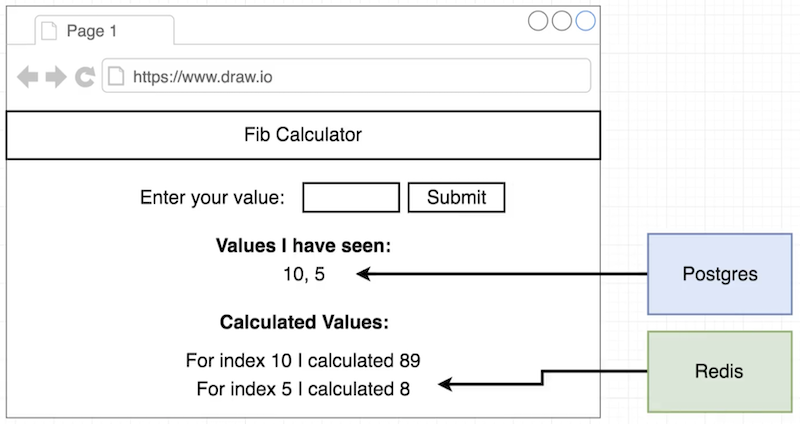 Page 1
https://www.draw.io
Fib Calculator
Enter your value: Submit
Values I have seen:
10, 5
Postgres
Calculated Values:
For index 10 I calculated 89
For index 5 I calculated 8
Redis